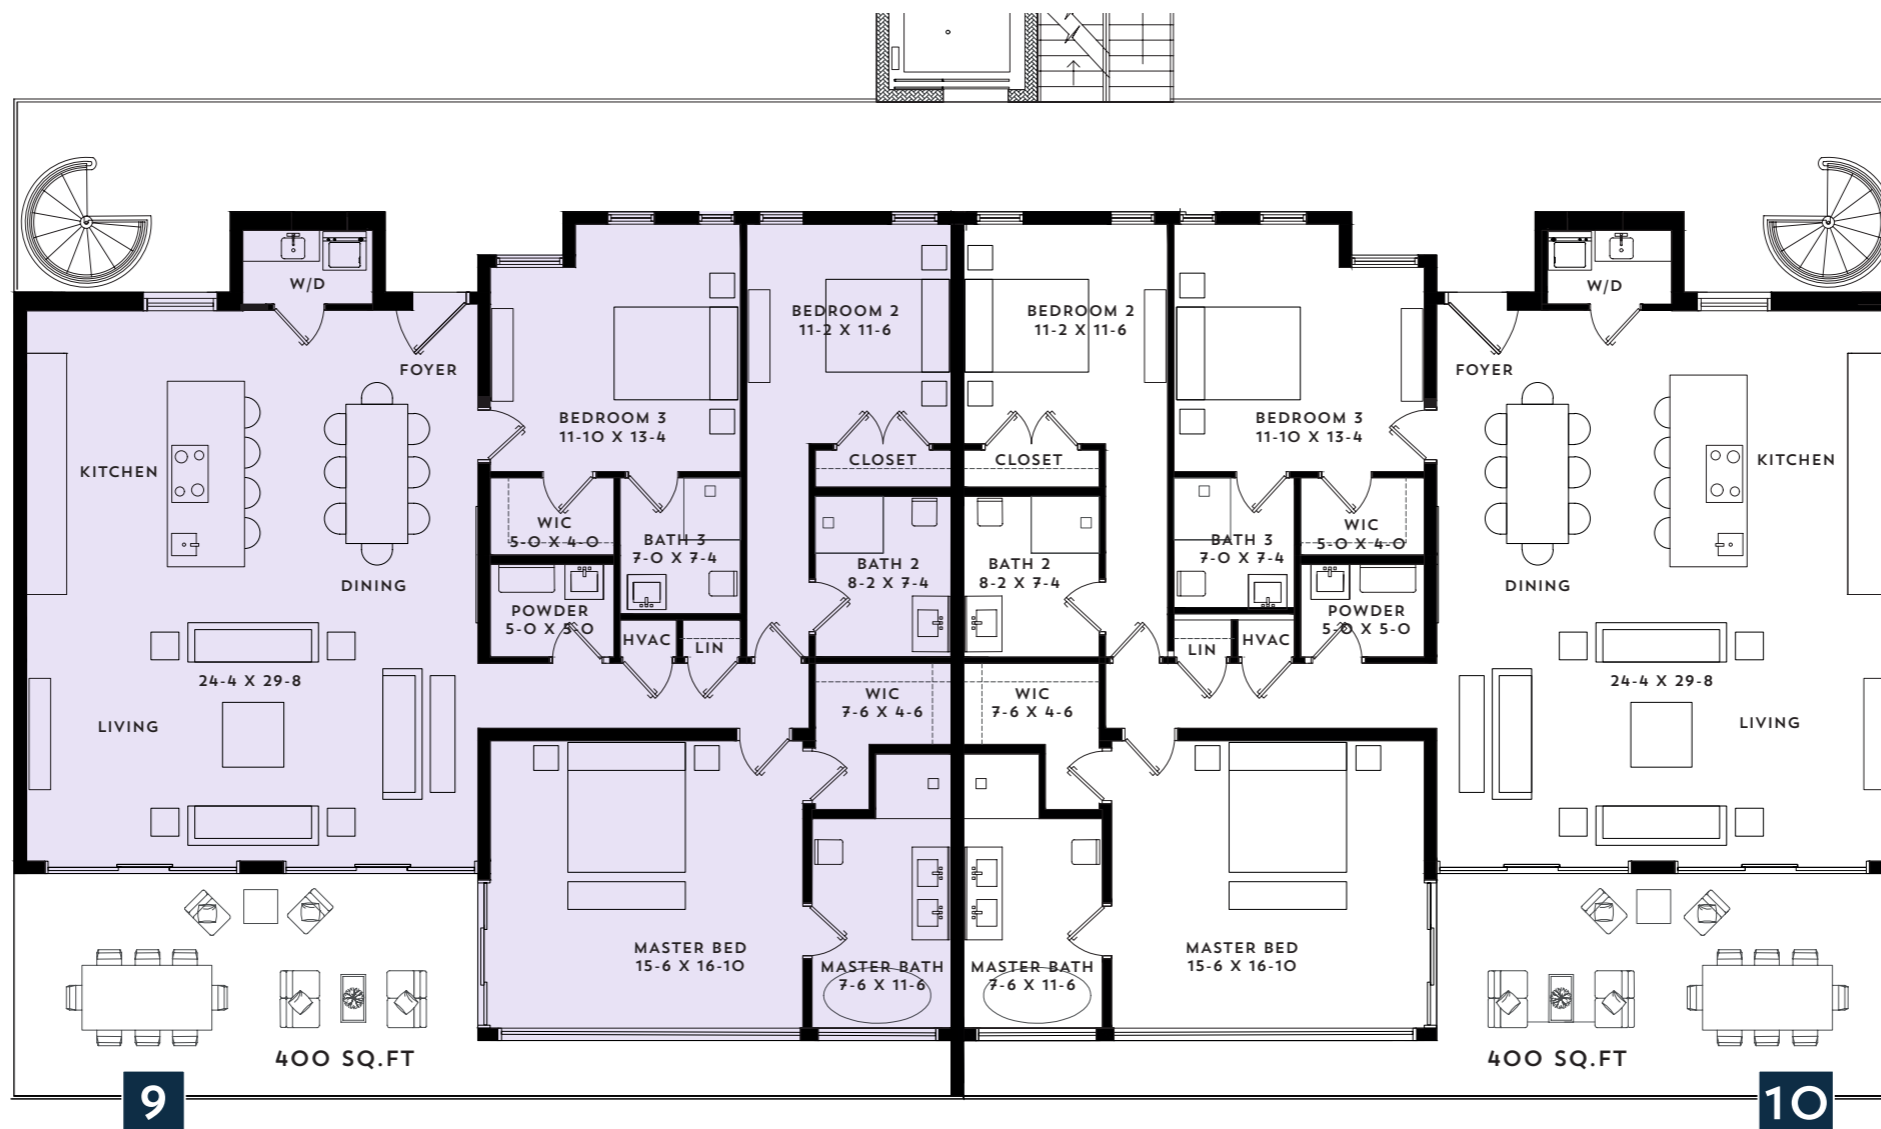 W/D
FOYER
KITCHEN
DINING
24-4 X 29-8
LIVING
BEDROOM 3
11-10 X 13-4
BEDROOM 2
11-2 X 11-6
CLOSET
WIC
5-0 X 4-0
BATH 3
7-0 X 7-4
BATH 2
8-2 X 7-4
POWDER
5-0 X 5-0
HVAC
LIN
WIC
7-6 X 4-6
MASTER BED
15-6 X 16-10
MASTER BATH
7-6 X 11-6
400 SQ.FT
9
BEDROOM 2
11-2 X 11-6
BEDROOM 3
11-10 X 13-4
CLOSET
BATH 2
8-2 X 7-4
BATH 3
7-0 X 7-4
WIC
5-0 X 4-0
POWDER
5-0 X 5-0
LIN
HVAC
WIC
7-6 X 4-6
MASTER BATH
7-6 X 11-6
MASTER BED
15-6 X 16-10
W/D
FOYER
KITCHEN
DINING
24-4 X 29-8
LIVING
400 SQ.FT
10